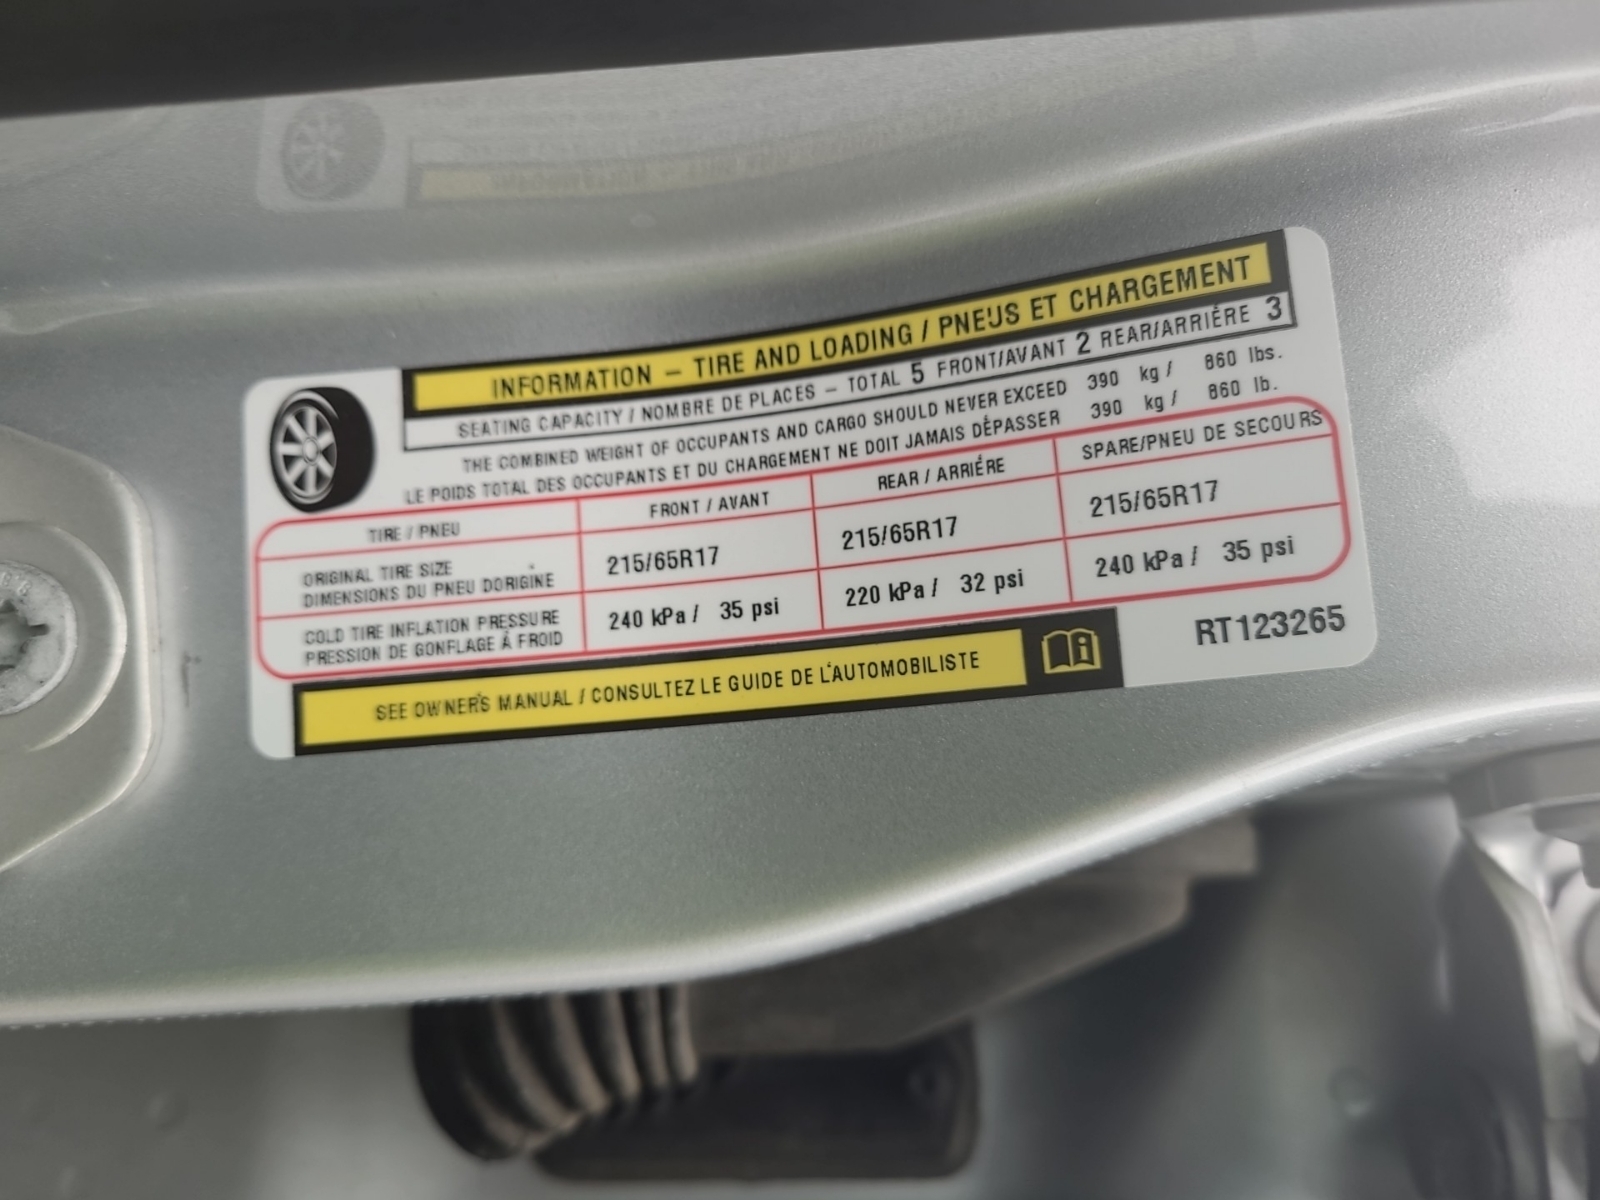 INFORMATION – TIRE AND LOADING / PNEUS ET CHARGEMENT
SEATING CAPACITY / NOMBRE DE PLACES – TOTAL 5 FRONT/AVANT 2 REAR/ARRIÈRE 3
THE COMBINED WEIGHT OF OCCUPANTS AND CARGO SHOULD NEVER EXCEED 390 kg / 860 lbs.
LE POIDS TOTAL DES OCCUPANTS ET DU CHARGEMENT NE DOIT JAMAIS DÉPASSER 390 kg / 860 lb.
TIRE / PNEU FRONT / AVANT REAR / ARRIÉRE SPARE/PNEU DE SECOURS
ORIGINAL TIRE SIZE
DIMENSIONS DU PNEU D'ORIGINE
215/65R17 215/65R17 215/65R17
COLD TIRE INFLATION PRESSURE
PRESSION DE GONFLAGE À FROID
240 kPa / 35 psi 220 kPa / 32 psi 240 kPa / 35 psi
SEE OWNER'S MANUAL / CONSULTEZ LE GUIDE DE L'AUTOMOBILISTE
RT123265